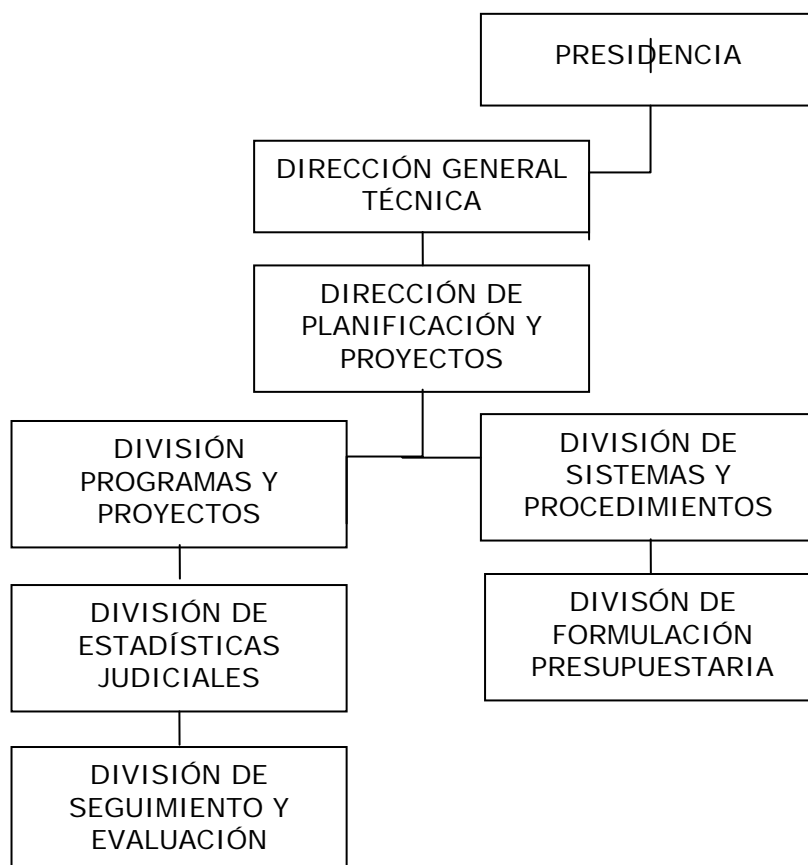 PRESIDENCIA
DIRECCIÓN GENERAL
TÉCNICA
DIRECCIÓN DE
PLANIFICACIÓN Y
PROYECTOS
DIVISIÓN
PROGRAMAS Y
PROYECTOS
DIVISIÓN DE
SISTEMAS Y
PROCEDIMIENTOS
DIVISIÓN DE
ESTADÍSTICAS
JUDICIALES
DIVISÓN DE
FORMULACIÓN
PRESUPUESTARIA
DIVISIÓN DE
SEGUIMIENTO Y
EVALUACIÓN